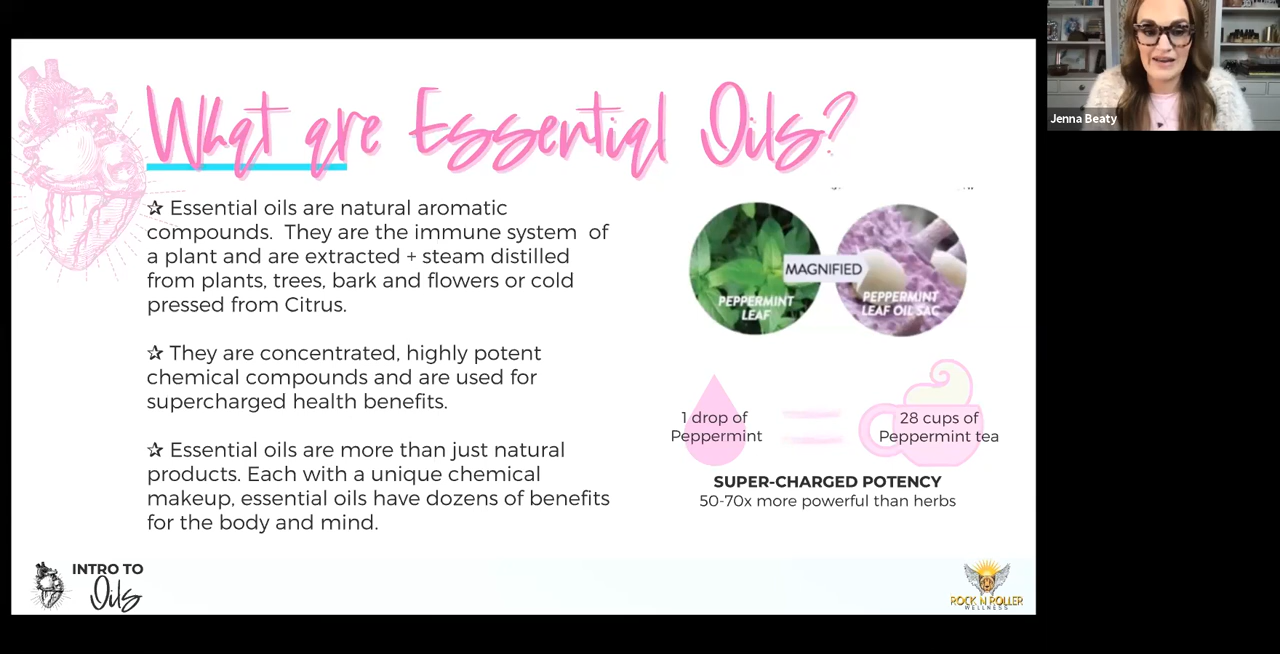 Jenna Beaty
What are Essential Oils?
☆ Essential oils are natural aromatic
compounds. They are the immune system of
a plant and are extracted + steam distilled
from plants, trees, bark and flowers or cold
pressed from Citrus.
☆ They are concentrated, highly potent
chemical compounds and are used for
supercharged health benefits.
☆ Essential oils are more than just natural
products. Each with a unique chemical
makeup, essential oils have dozens of benefits
for the body and mind.
MAGNIFIED
PEPPERMINT
LEAF
PEPPERMINT
LEAF OIL SAC
1 drop of
Peppermint
28 cups of
Peppermint tea
SUPER-CHARGED POTENCY
50-70x more powerful than herbs
INTRO TO
Oils
ROCK N ROLLER
WELLNESS